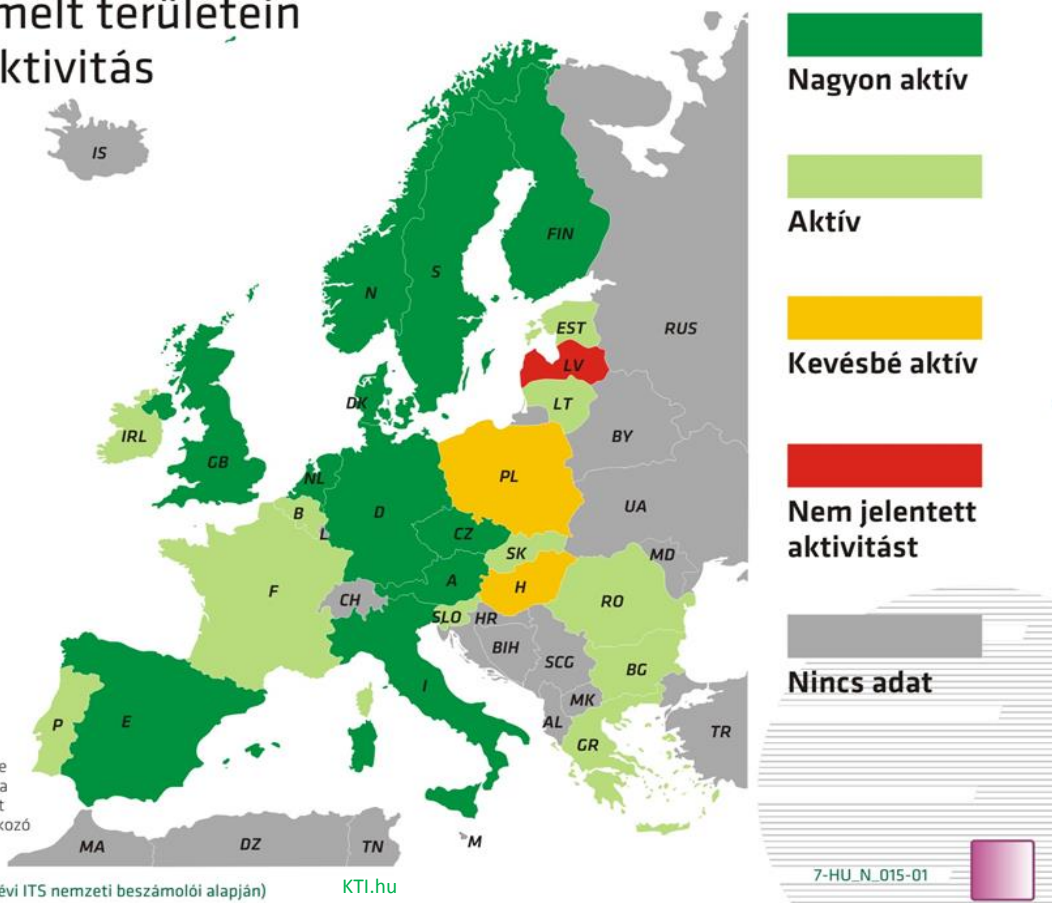 melt területein
ktivitás
Nagyon aktív
Aktív
Kevésbé aktív
Nem jelentett
aktivitást
Nincs adat
IS
FIN
S
N
RUS
EST
LV
LT
DK
BY
IRL
GB
NL
PL
UA
B
D
L
CZ
SK
MD
A
F
CH
H
RO
SLO
HR
BIH
SCG
BG
I
MK
AL
P
E
GR
TR
e
a
t
kozó
MA
DZ
TN
M
évi ITS nemzeti beszámolói alapján)
KTI.hu
7-HU_N_015-01